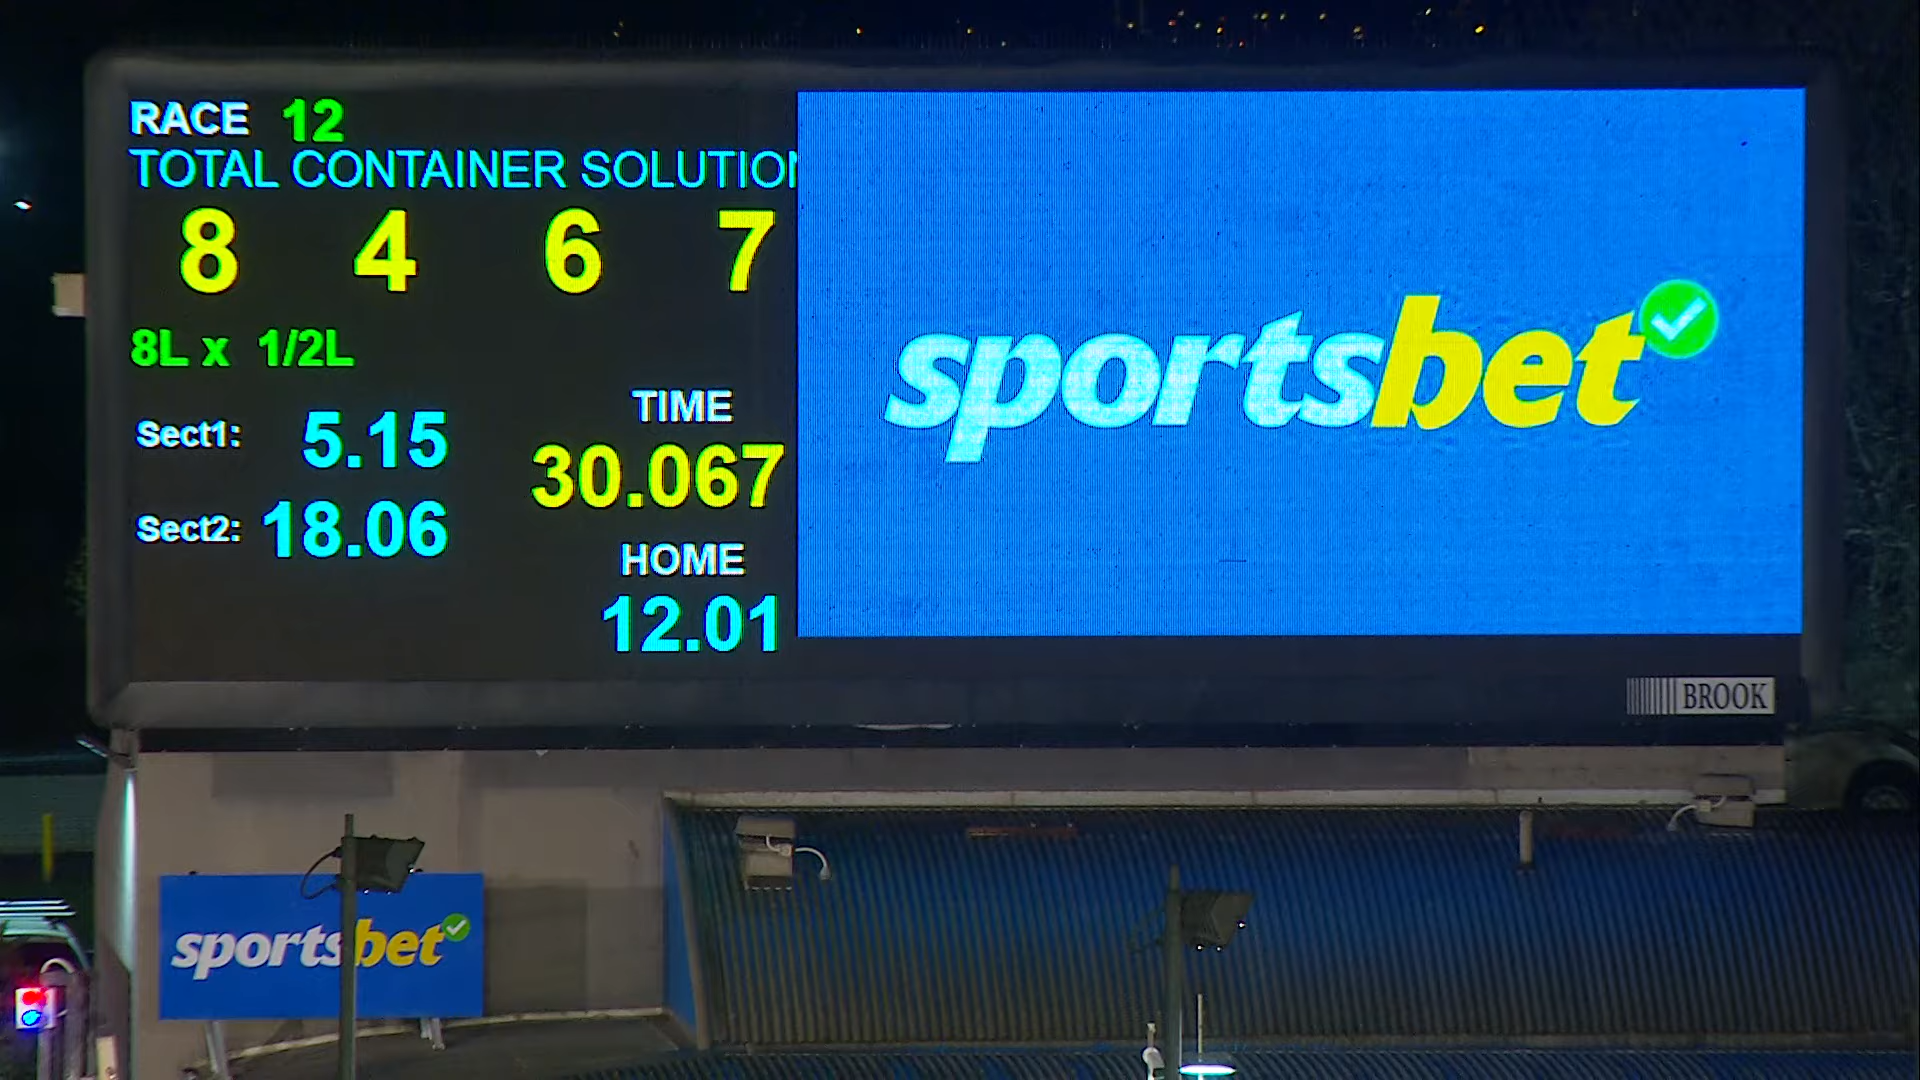 RACE 12
TOTAL CONTAINER SOLUTION
8 4 6 7
8L x 1/2L
Sect1: 5.15
Sect2: 18.06
TIME
30.067
HOME
12.01
sportsbet
BROOK
sportsbet